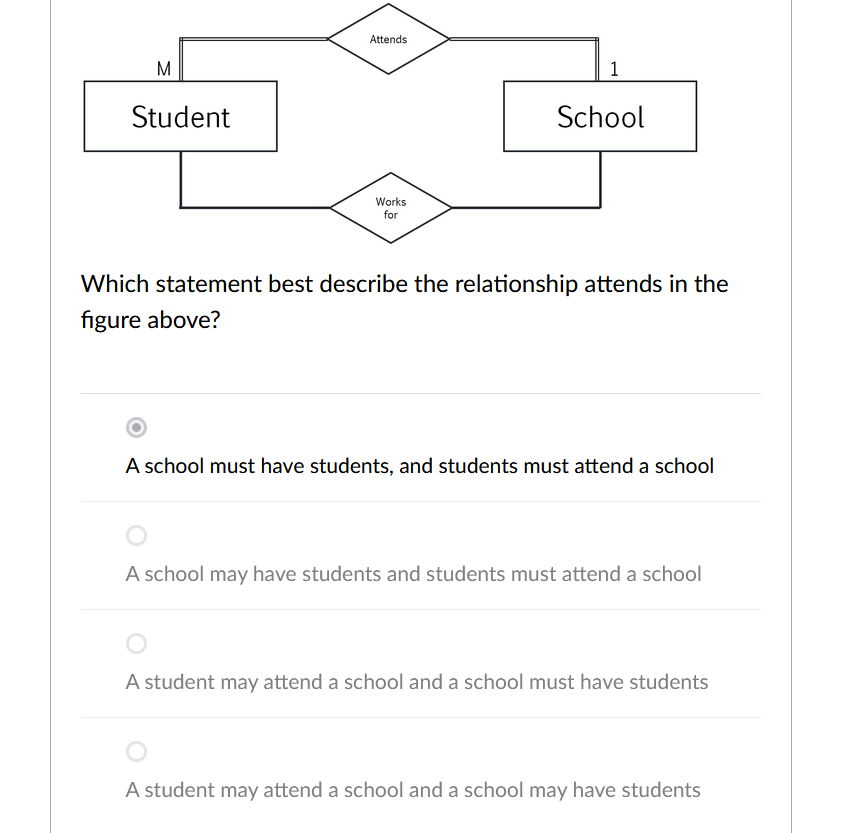 Attends
M
1
Student
School
Works
for
Which statement best describe the relationship attends in the
figure above?
A school must have students, and students must attend a school
A school may have students and students must attend a school
A student may attend a school and a school must have students
A student may attend a school and a school may have students